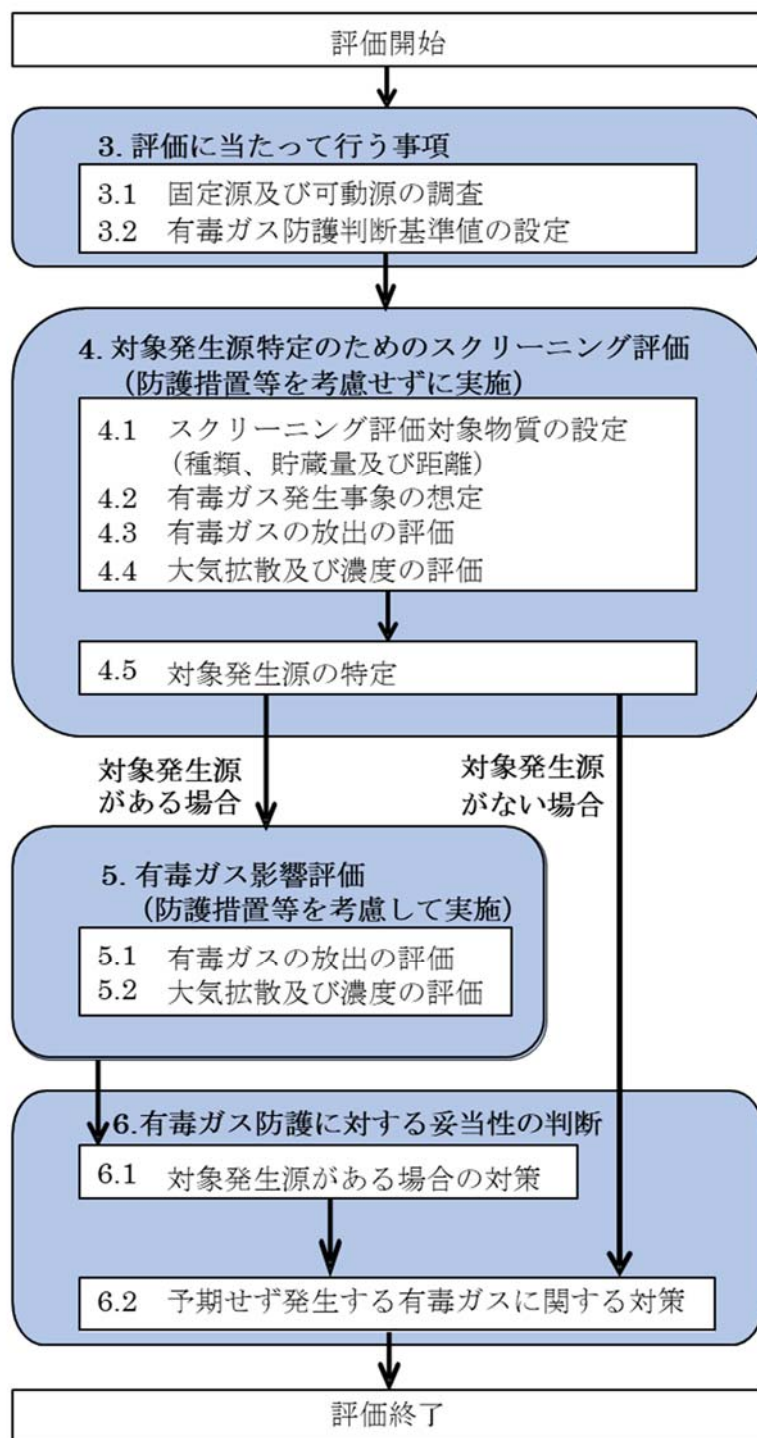 評価開始
3. 評価に当たって行う事項
3.1 固定源及び可動源の調査
3.2 有毒ガス防護判断基準値の設定
4. 対象発生源特定のためのスクリーニング評価
（防護措置等を考慮せずに実施）
4.1 スクリーニング評価対象物質の設定
（種類、貯蔵量及び距離）
4.2 有毒ガス発生事象の想定
4.3 有毒ガスの放出の評価
4.4 大気拡散及び濃度の評価
4.5 対象発生源の特定
対象発生源
がある場合
対象発生源
がない場合
5. 有毒ガス影響評価
（防護措置等を考慮して実施）
5.1 有毒ガスの放出の評価
5.2 大気拡散及び濃度の評価
6.有毒ガス防護に対する妥当性の判断
6.1 対象発生源がある場合の対策
6.2 予期せず発生する有毒ガスに関する対策
評価終了